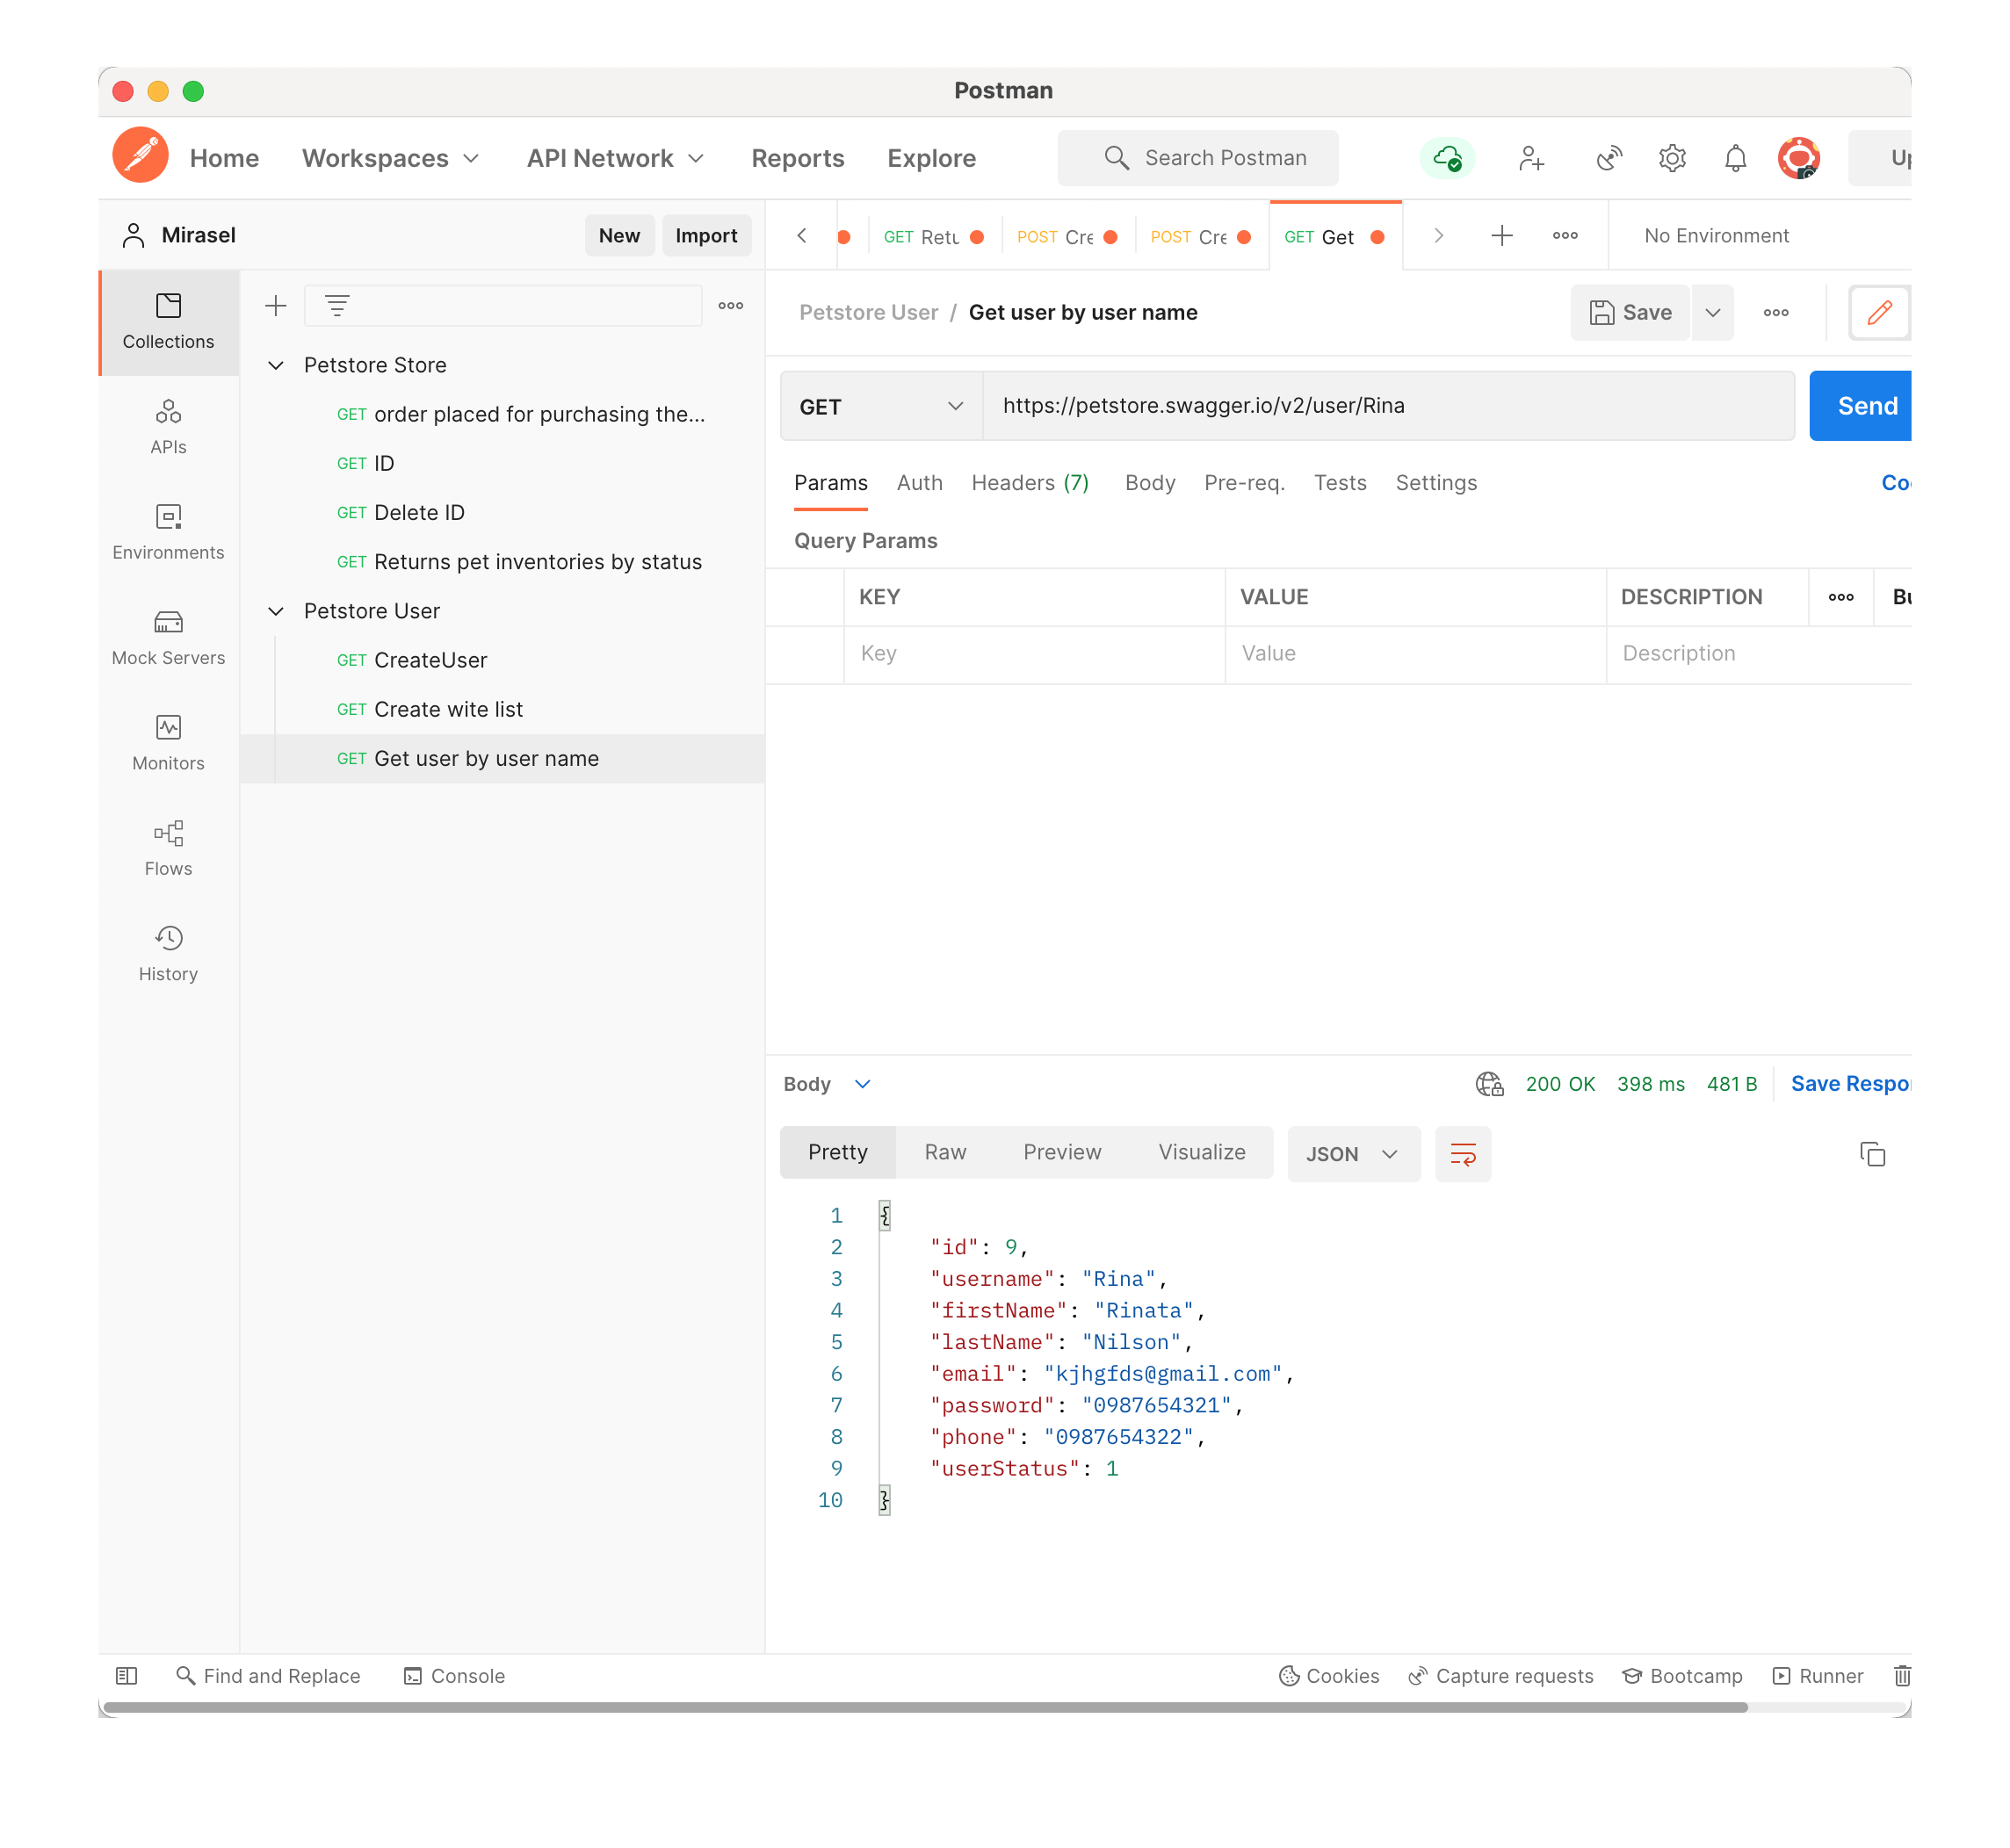 Postman
Home Workspaces API Network Reports Explore Search Postman Up
Mirasel New Import
GET Retu POST Cre POST Cre GET Get No Environment
Collections
APIs
Environments
Mock Servers
Monitors
Flows
History
Petstore Store
GET order placed for purchasing the...
GET ID
GET Delete ID
GET Returns pet inventories by status
Petstore User
GET CreateUser
GET Create wite list
GET Get user by user name
Petstore User / Get user by user name Save
GET https://petstore.swagger.io/v2/user/Rina Send
Params Auth Headers (7) Body Pre-req. Tests Settings Coo
Query Params
KEY VALUE DESCRIPTION Bu
Key Value Description
Body 200 OK 398 ms 481 B Save Respon
Pretty Raw Preview Visualize JSON
1 {
2 "id": 9,
3 "username": "Rina",
4 "firstName": "Rinata",
5 "lastName": "Nilson",
6 "email": "kjhgfds@gmail.com",
7 "password": "0987654321",
8 "phone": "0987654322",
9 "userStatus": 1
10 }
Find and Replace Console Cookies Capture requests Bootcamp Runner